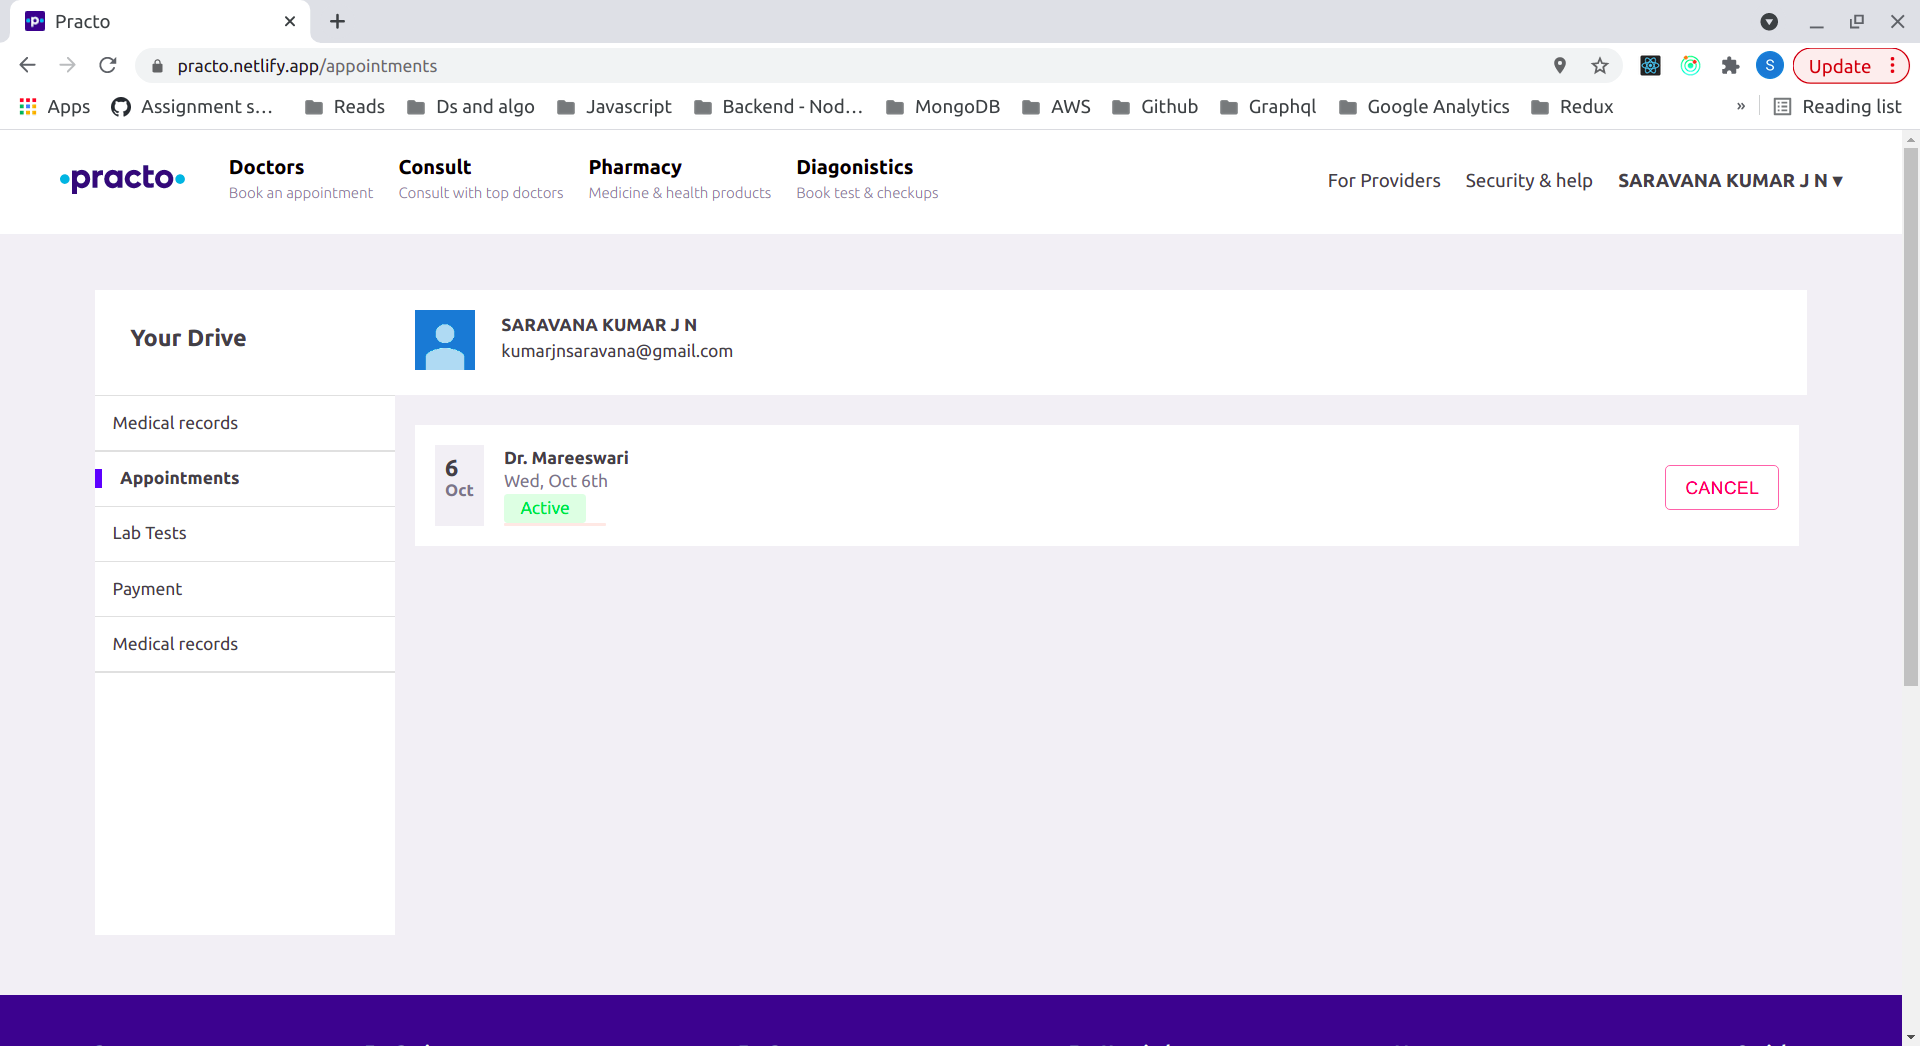 Practo
practo.netlify.app/appointments
S
Update
Apps
Assignment s...
Reads
Ds and algo
Javascript
Backend - Nod...
MongoDB
AWS
Github
Graphql
Google Analytics
Redux
»
Reading list
practo
Doctors
Book an appointment
Consult
Consult with top doctors
Pharmacy
Medicine & health products
Diagonistics
Book test & checkups
For Providers
Security & help
SARAVANA KUMAR J N ▾
Your Drive
SARAVANA KUMAR J N
kumarjnsaravana@gmail.com
Medical records
Appointments
Lab Tests
Payment
Medical records
6
Oct
Dr. Mareeswari
Wed, Oct 6th
Active
CANCEL